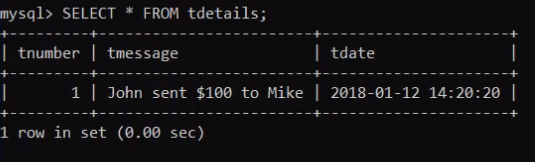 mysql> SELECT * FROM tdetails;
+---------+------------------------+---------------------+
| tnumber | tmessage               | tdate               |
+---------+------------------------+---------------------+
|       1 | John sent $100 to Mike | 2018-01-12 14:20:20 |
+---------+------------------------+---------------------+
1 row in set (0.00 sec)